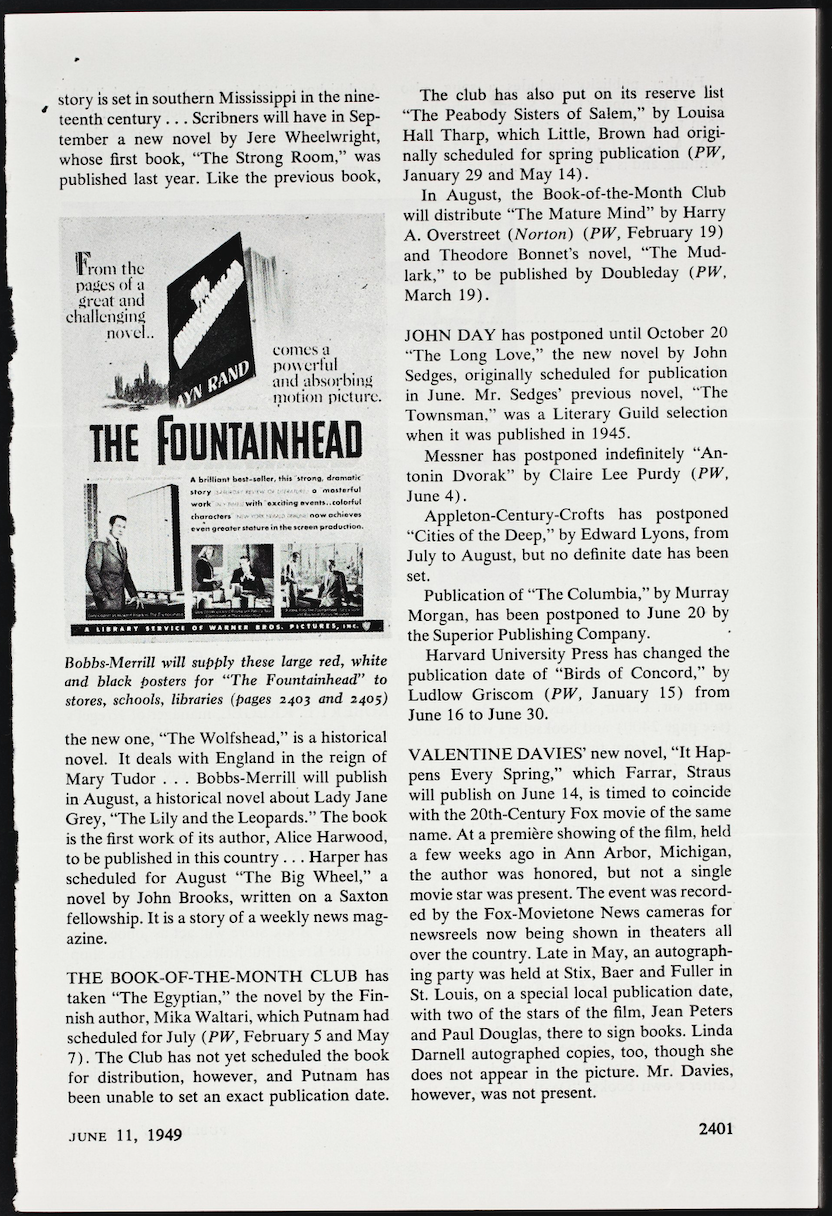 story is set in southern Mississippi in the nine-
teenth century . . . Scribners will have in Sep-
tember a new novel by Jere Wheelwright,
whose first book, “The Strong Room,” was
published last year. Like the previous book,
From the
pages of a
great and
challenging
novel..
THE
FOUNTAINHEAD
AYN RAND
comes a
powerful
and absorbing
motion picture.
THE FOUNTAINHEAD
A brilliant best-seller, this strong, dramatic
story SATURDAY REVIEW OF LITERATURE, a masterful
work with exciting events..colorful
characters NEW YORK HERALD TRIBUNE now achieves
even greater stature in the screen production.
A LIBRARY SERVICE OF WARNER BROS. PICTURES, INC.
Bobbs-Merrill will supply these large red, white
and black posters for “The Fountainhead” to
stores, schools, libraries (pages 2403 and 2405)
the new one, “The Wolfshead,” is a historical
novel. It deals with England in the reign of
Mary Tudor . . . Bobbs-Merrill will publish
in August, a historical novel about Lady Jane
Grey, “The Lily and the Leopards.” The book
is the first work of its author, Alice Harwood,
to be published in this country . . . Harper has
scheduled for August “The Big Wheel,” a
novel by John Brooks, written on a Saxton
fellowship. It is a story of a weekly news mag-
azine.
THE BOOK-OF-THE-MONTH CLUB has
taken “The Egyptian,” the novel by the Fin-
nish author, Mika Waltari, which Putnam had
scheduled for July (PW, February 5 and May
7). The Club has not yet scheduled the book
for distribution, however, and Putnam has
been unable to set an exact publication date.
The club has also put on its reserve list
“The Peabody Sisters of Salem,” by Louisa
Hall Tharp, which Little, Brown had origi-
nally scheduled for spring publication (PW,
January 29 and May 14).
In August, the Book-of-the-Month Club
will distribute “The Mature Mind” by Harry
A. Overstreet (Norton) (PW, February 19)
and Theodore Bonnet’s novel, “The Mud-
lark,” to be published by Doubleday (PW,
March 19).
JOHN DAY has postponed until October 20
“The Long Love,” the new novel by John
Sedges, originally scheduled for publication
in June. Mr. Sedges’ previous novel, “The
Townsman,” was a Literary Guild selection
when it was published in 1945.
Messner has postponed indefinitely “An-
tonin Dvorak” by Claire Lee Purdy (PW,
June 4).
Appleton-Century-Crofts has postponed
“Cities of the Deep,” by Edward Lyons, from
July to August, but no definite date has been
set.
Publication of “The Columbia,” by Murray
Morgan, has been postponed to June 20 by
the Superior Publishing Company.
Harvard University Press has changed the
publication date of “Birds of Concord,” by
Ludlow Griscom (PW, January 15) from
June 16 to June 30.
VALENTINE DAVIES’ new novel, “It Hap-
pens Every Spring,” which Farrar, Straus
will publish on June 14, is timed to coincide
with the 20th-Century Fox movie of the same
name. At a première showing of the film, held
a few weeks ago in Ann Arbor, Michigan,
the author was honored, but not a single
movie star was present. The event was record-
ed by the Fox-Movietone News cameras for
newsreels now being shown in theaters all
over the country. Late in May, an autograph-
ing party was held at Stix, Baer and Fuller in
St. Louis, on a special local publication date,
with two of the stars of the film, Jean Peters
and Paul Douglas, there to sign books. Linda
Darnell autographed copies, too, though she
does not appear in the picture. Mr. Davies,
however, was not present.
JUNE 11, 1949
2401